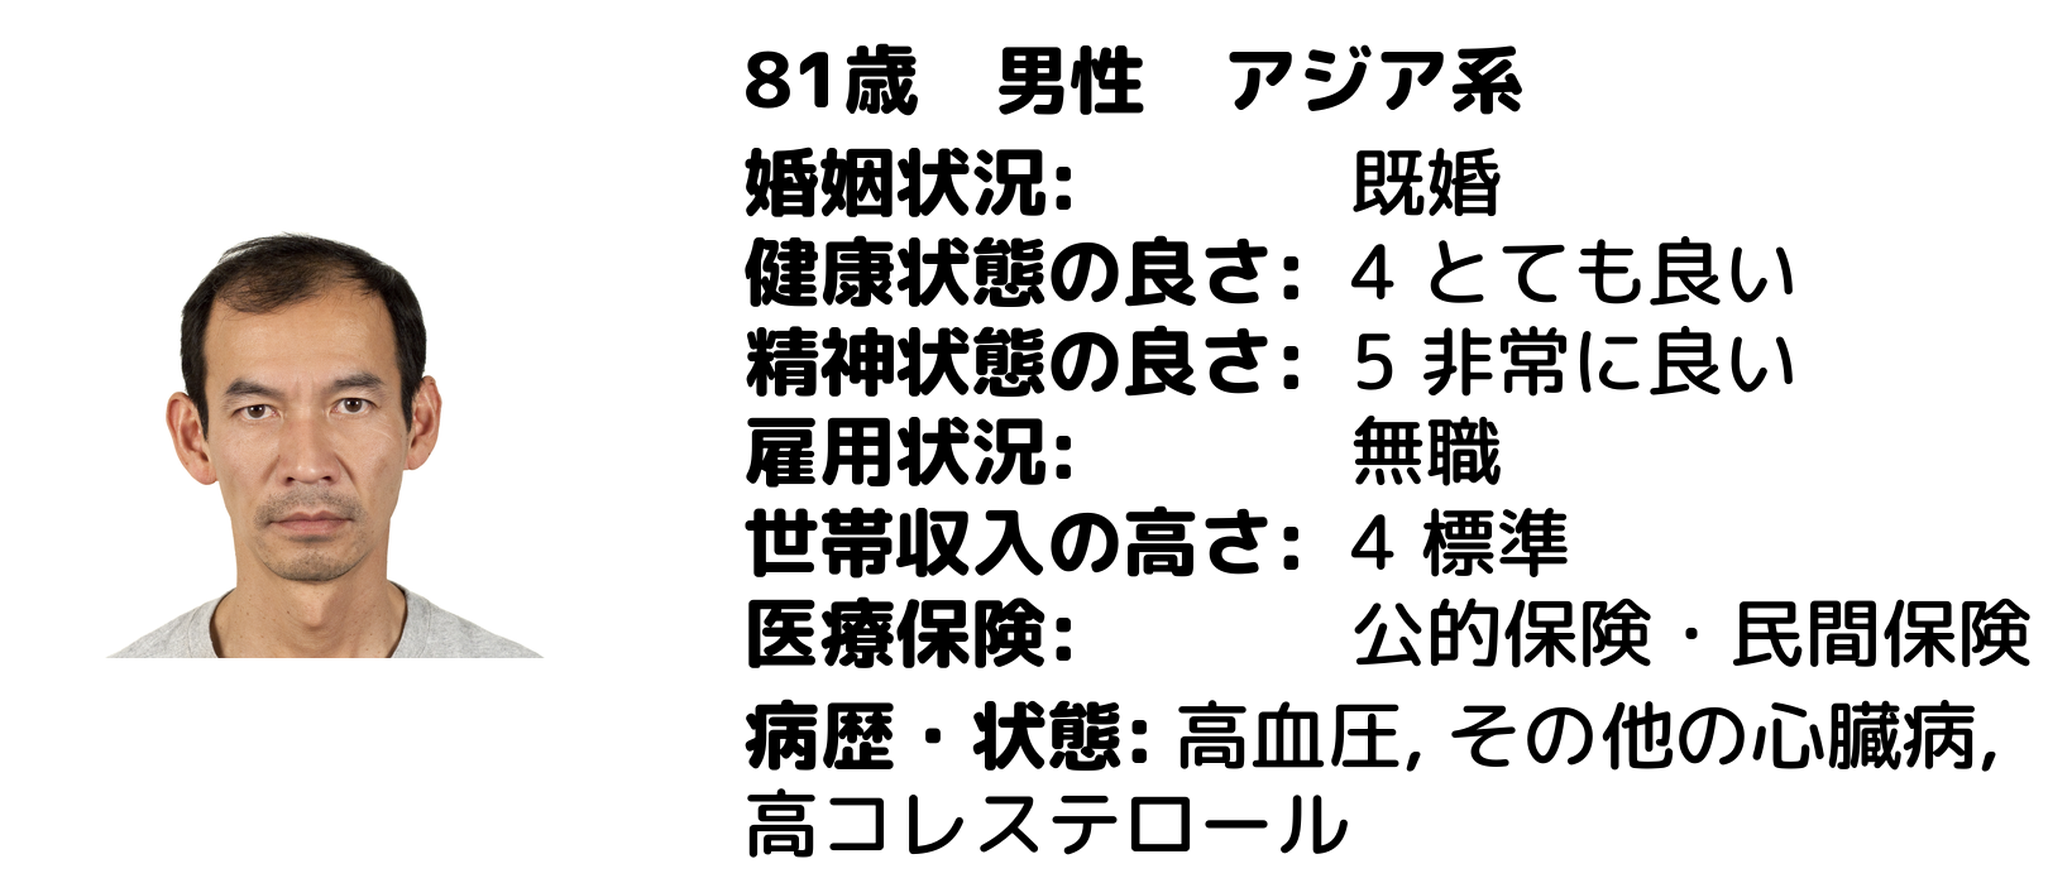 81歳　男性　アジア系
婚姻状況: 既婚
健康状態の良さ: 4 とても良い
精神状態の良さ: 5 非常に良い
雇用状況: 無職
世帯収入の高さ: 4 標準
医療保険: 公的保険・民間保険
病歴・状態: 高血圧, その他の心臓病,
高コレステロール